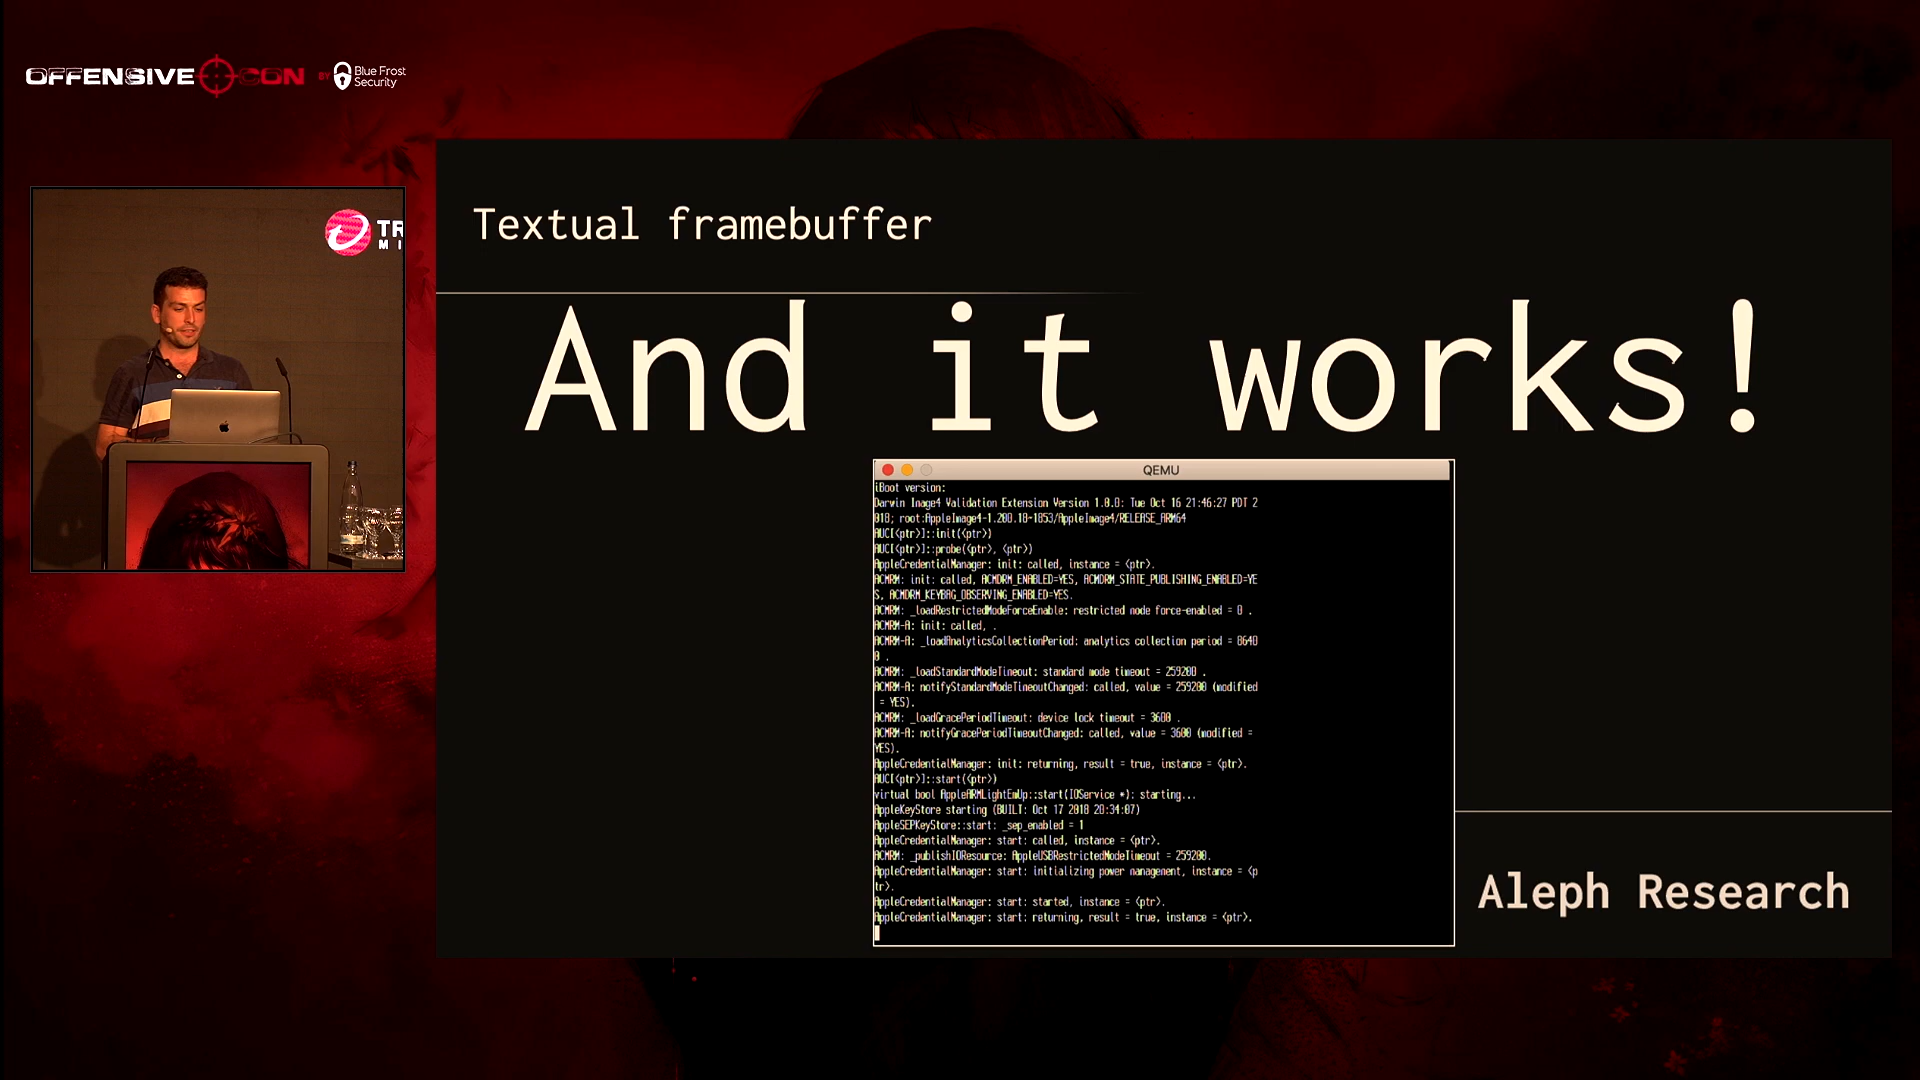 OFFENSIVE CON BY Blue Frost
Security
TR
MI
Textual framebuffer
And it works!
QEMU
iBoot version:
Darwin Image4 Validation Extension Version 1.0.0: Tue Oct 16 21:46:27 PDT 2
018; root:AppleImage4-1.200.18~1853/AppleImage4/RELEASE_ARM64
AUC[<ptr>]::init(<ptr>)
AUC[<ptr>]::probe(<ptr>, <ptr>)
AppleCredentialManager: init: called, instance = <ptr>.
ACMRM: init: called, ACMDRM_ENABLED=YES, ACMDRM_STATE_PUBLISHING_ENABLED=YE
S, ACMDRM_KEYBAG_OBSERVING_ENABLED=YES.
ACMRM: _loadRestrictedModeForceEnable: restricted mode force-enabled = 0 .
ACMRM-A: init: called, .
ACMRM-A: _loadAnalyticsCollectionPeriod: analytics collection period = 8640
0 .
ACMRM: _loadStandardModeTimeout: standard mode timeout = 259200 .
ACMRM-A: notifyStandardModeTimeoutChanged: called, value = 259200 (modified
= YES).
ACMRM: _loadGracePeriodTimeout: device lock timeout = 3600 .
ACMRM-A: notifyGracePeriodTimeoutChanged: called, value = 3600 (modified =
YES).
AppleCredentialManager: init: returning, result = true, instance = <ptr>.
AUC[<ptr>]::start(<ptr>)
virtual bool AppleARMLightEmUp::start(IOService *): starting...
AppleKeyStore starting (BUILT: Oct 17 2018 20:34:07)
AppleSEPKeyStore::start: _sep_enabled = 1
AppleCredentialManager: start: called, instance = <ptr>.
ACMRM: _publishIOResource: AppleUSBRestrictedModeTimeout = 259200.
AppleCredentialManager: start: initializing power management, instance = <p
tr>.
AppleCredentialManager: start: started, instance = <ptr>.
AppleCredentialManager: start: returning, result = true, instance = <ptr>.
Aleph Research